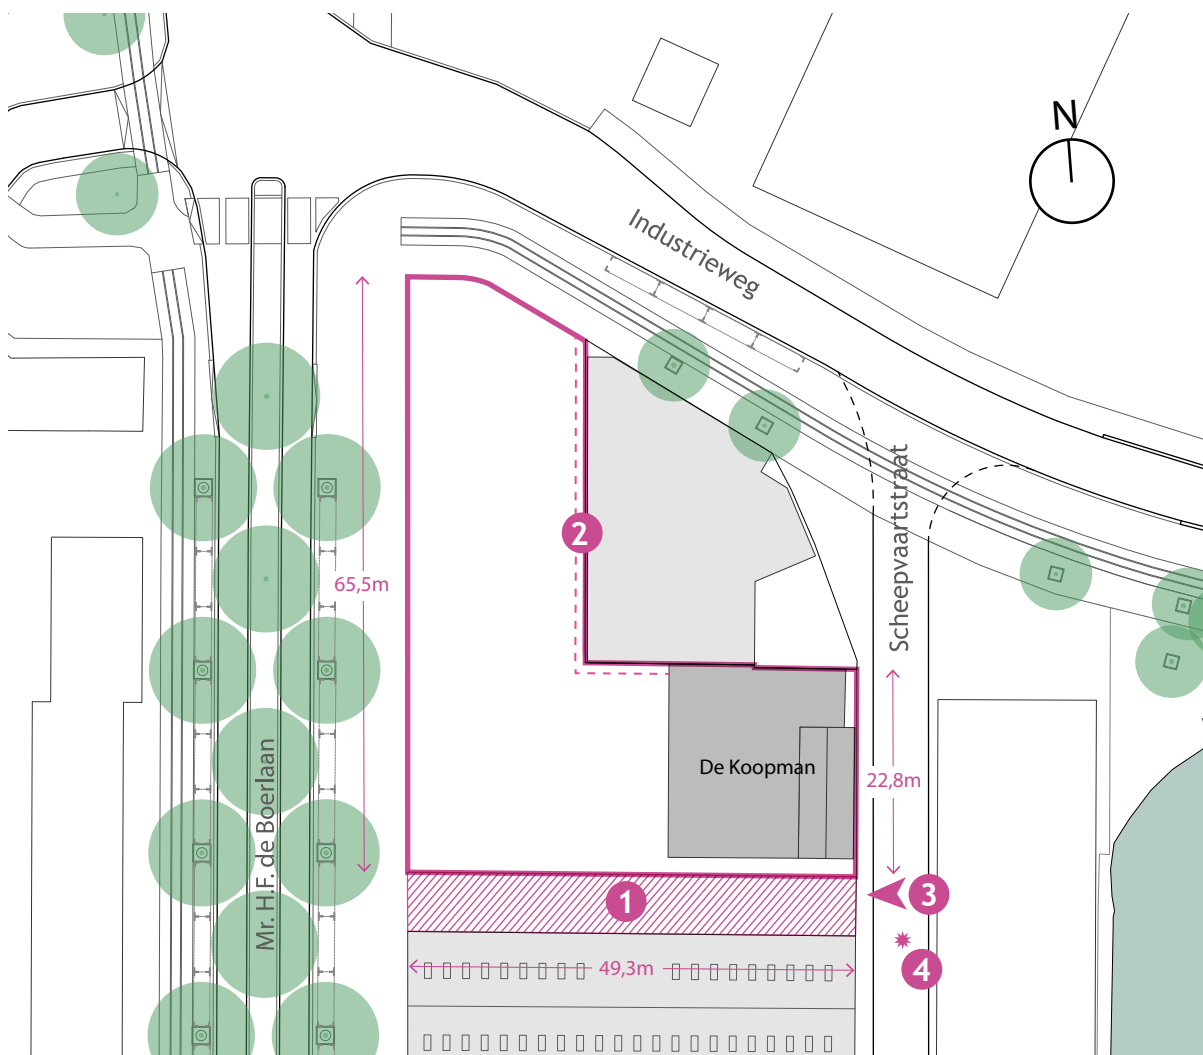 N
Industrieweg
Scheepvaartstraat
2
65,5m
Mr. H.F. de Boerlaan
De Koopman
22,8m
1
3
49,3m
4